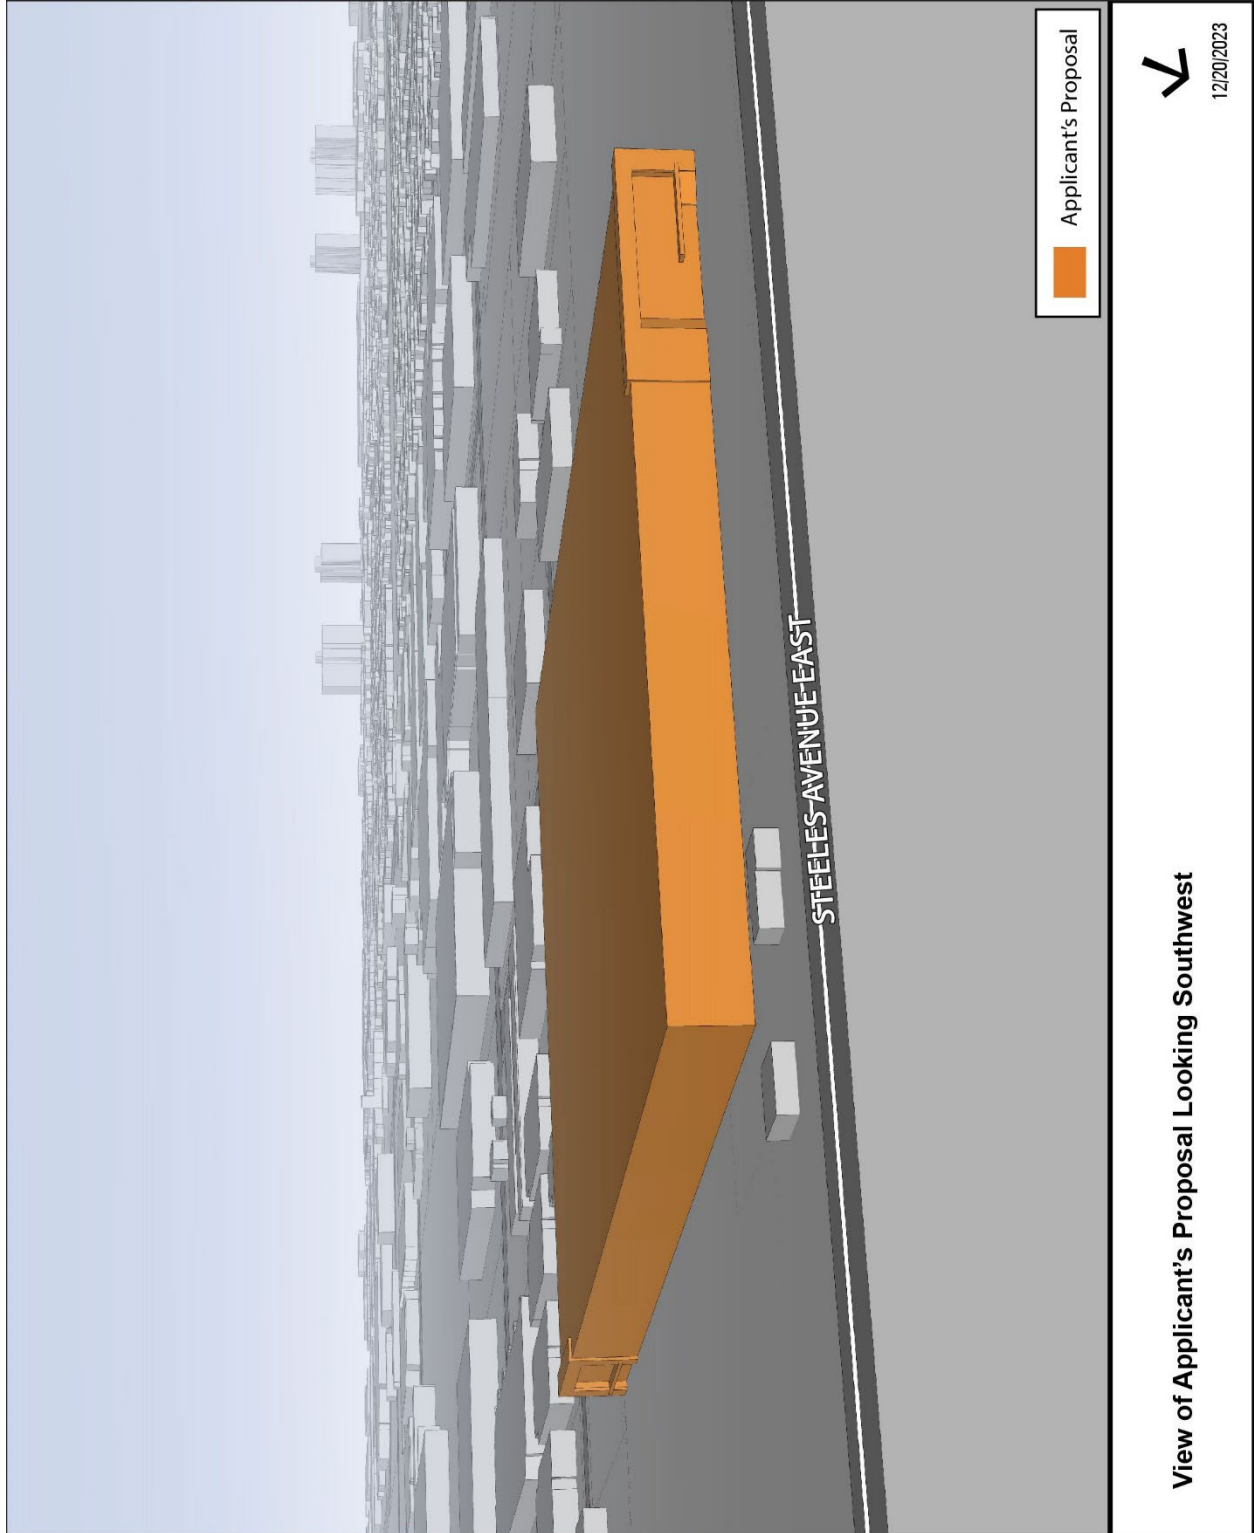 STEELES AVENUE EAST
Applicant's Proposal
View of Applicant's Proposal Looking Southwest
12/20/2023